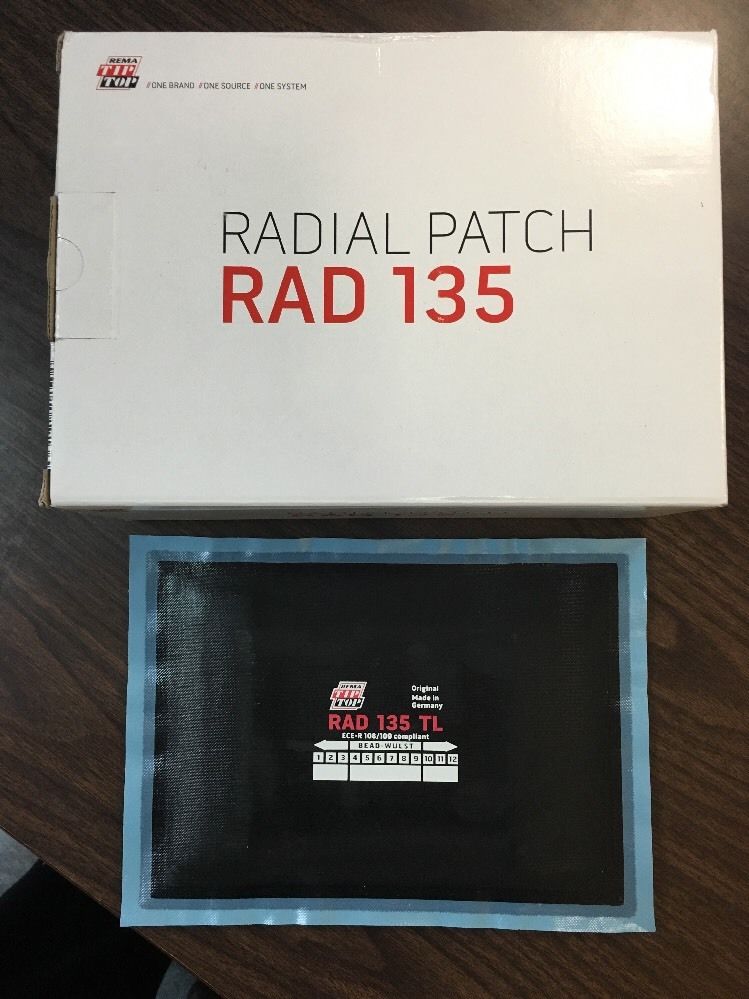 REMA
TIP
TOP
//ONE BRAND //ONE SOURCE //ONE SYSTEM
RADIAL PATCH
RAD 135
REMA
TIP
TOP
Original
Made in
Germany
RAD 135 TL
ECE-R 108/109 compliant
BEAD-WULST
1 2 3 4 5 6 7 8 9 10 11 12